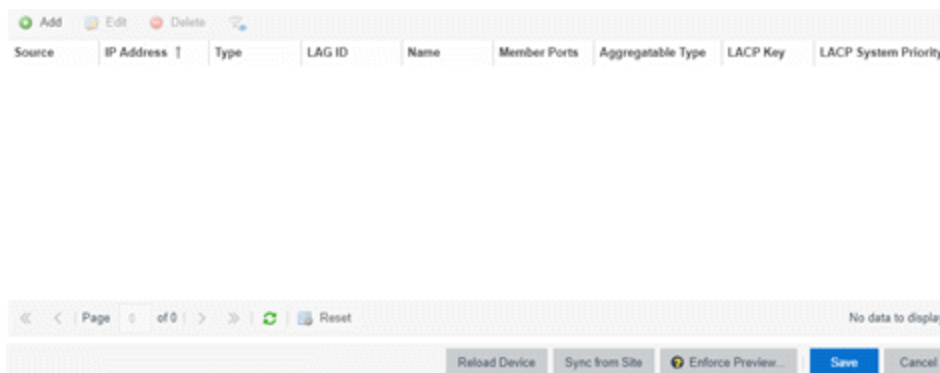 Add Edit Delete
Source IP Address Type LAG ID Name Member Ports Aggregatable Type LACP Key LACP System Priority
Page 0 of 0 Reset No data to display
Reload Device Sync from Site Enforce Preview... Save Cancel